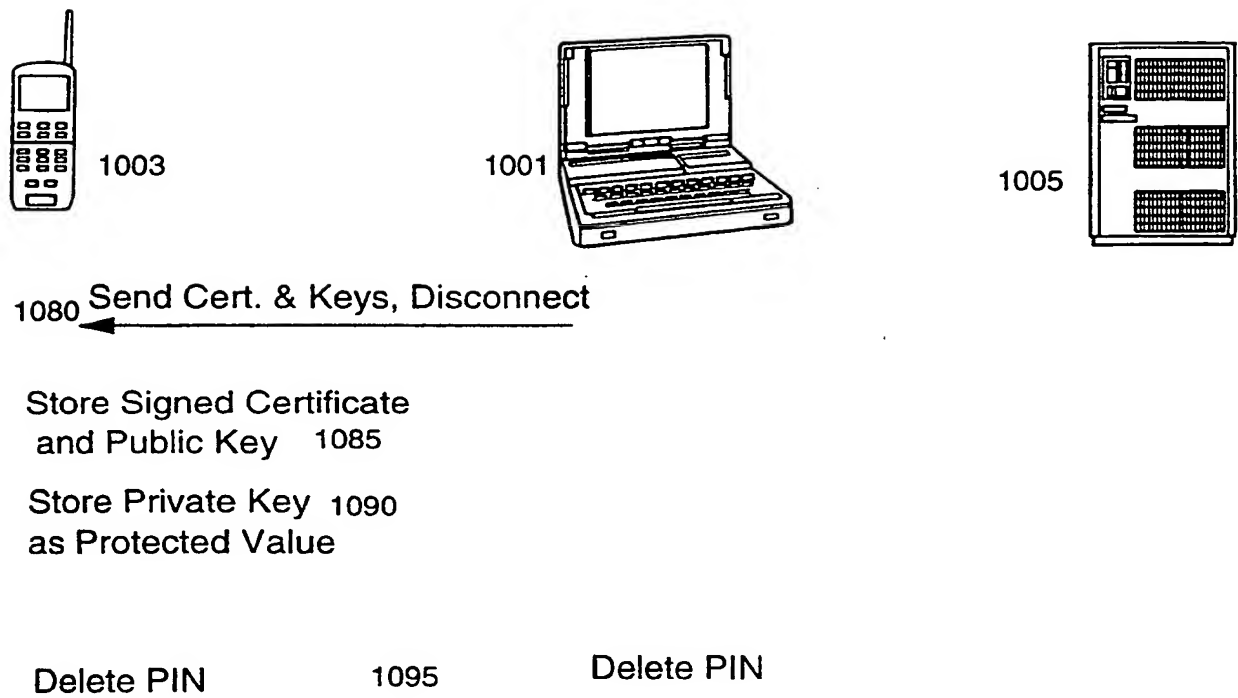 1003
1001
1005
1080 Send Cert. & Keys, Disconnect
Store Signed Certificate
and Public Key 1085
Store Private Key 1090
as Protected Value
Delete PIN 1095 Delete PIN